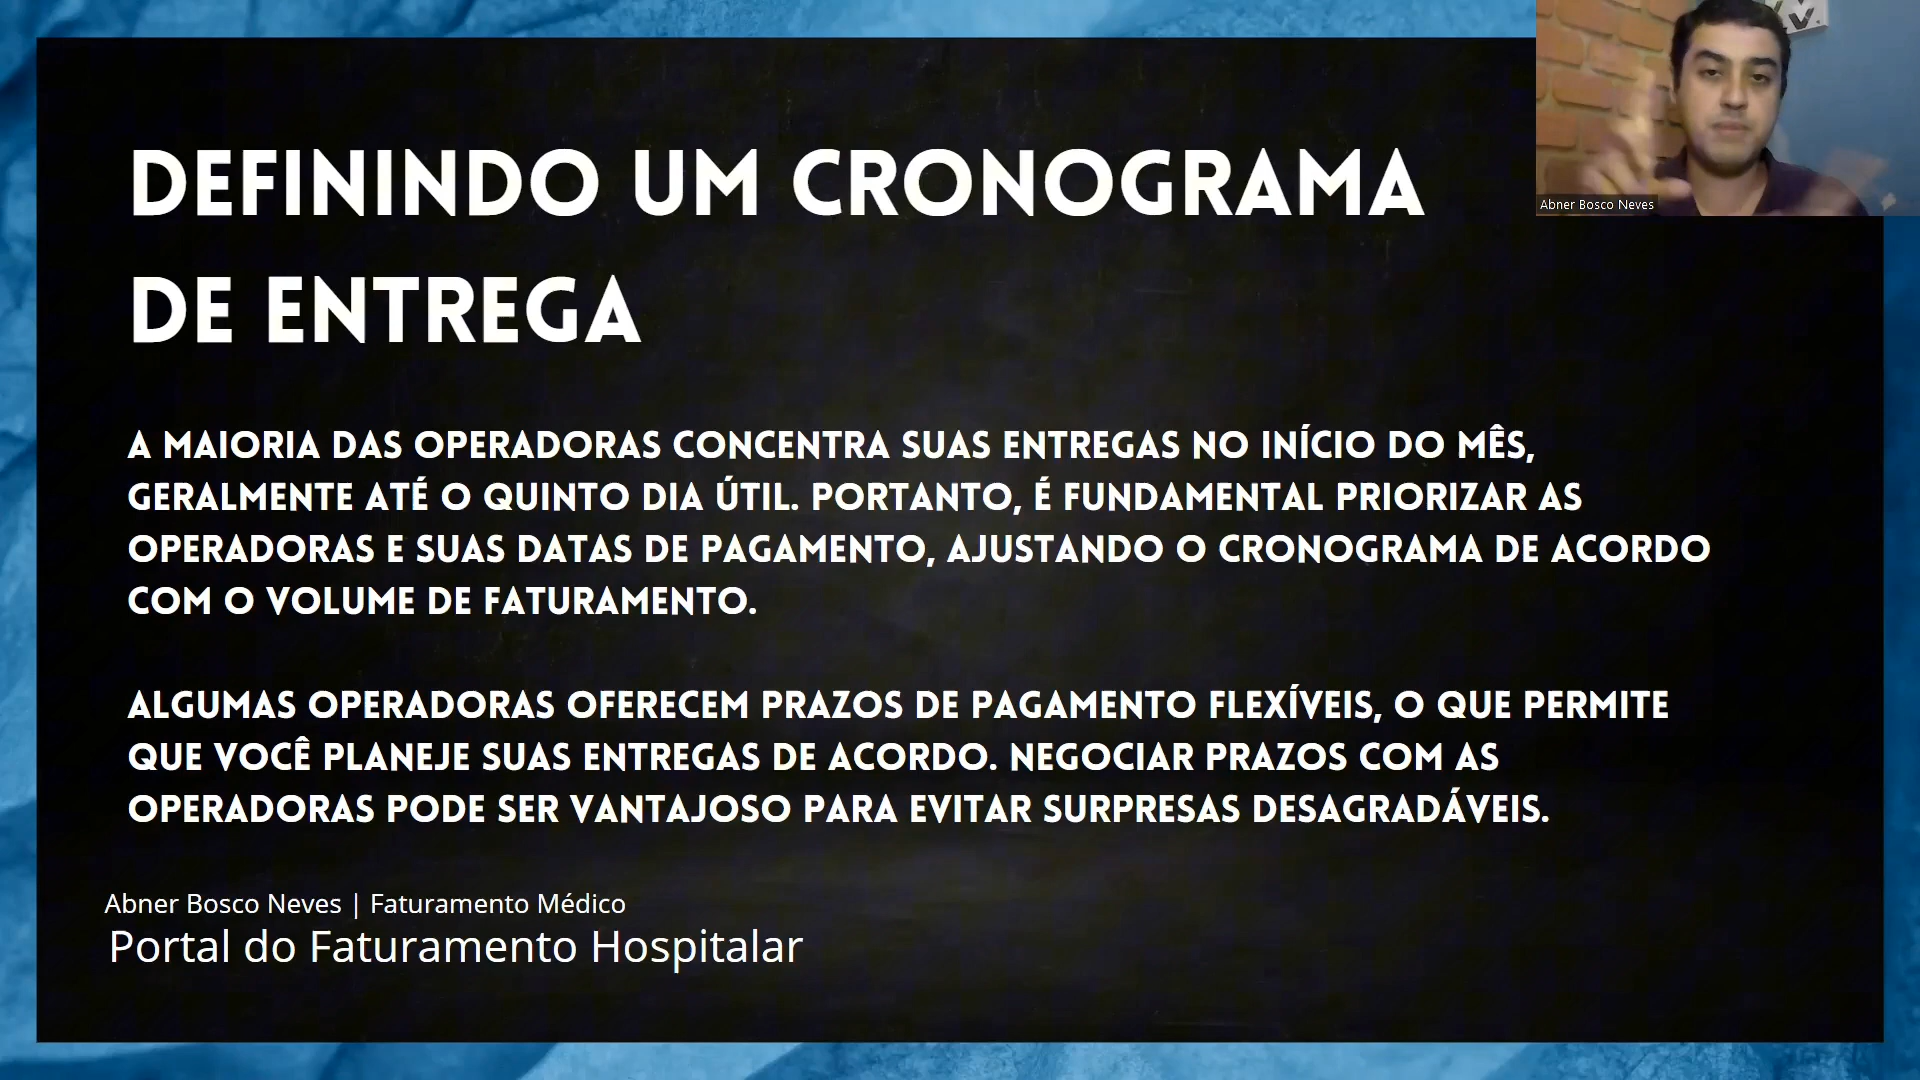 DEFININDO UM CRONOGRAMA
DE ENTREGA
A MAIORIA DAS OPERADORAS CONCENTRA SUAS ENTREGAS NO INÍCIO DO MÊS,
GERALMENTE ATÉ O QUINTO DIA ÚTIL. PORTANTO, É FUNDAMENTAL PRIORIZAR AS
OPERADORAS E SUAS DATAS DE PAGAMENTO, AJUSTANDO O CRONOGRAMA DE ACORDO
COM O VOLUME DE FATURAMENTO.
ALGUMAS OPERADORAS OFERECEM PRAZOS DE PAGAMENTO FLEXÍVEIS, O QUE PERMITE
QUE VOCÊ PLANEJE SUAS ENTREGAS DE ACORDO. NEGOCIAR PRAZOS COM AS
OPERADORAS PODE SER VANTAJOSO PARA EVITAR SURPRESAS DESAGRADÁVEIS.
Abner Bosco Neves | Faturamento Médico
Portal do Faturamento Hospitalar
Abner Bosco Neves